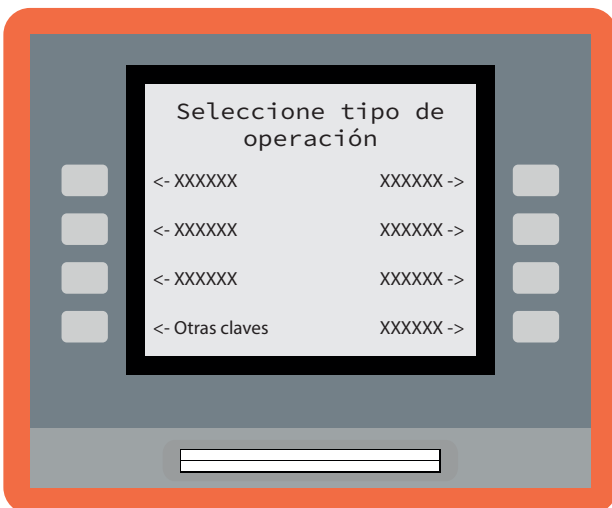 Seleccione tipo de
operación
<- XXXXXX XXXXXX ->
<- XXXXXX XXXXXX ->
<- XXXXXX XXXXXX ->
<- Otras claves XXXXXX ->